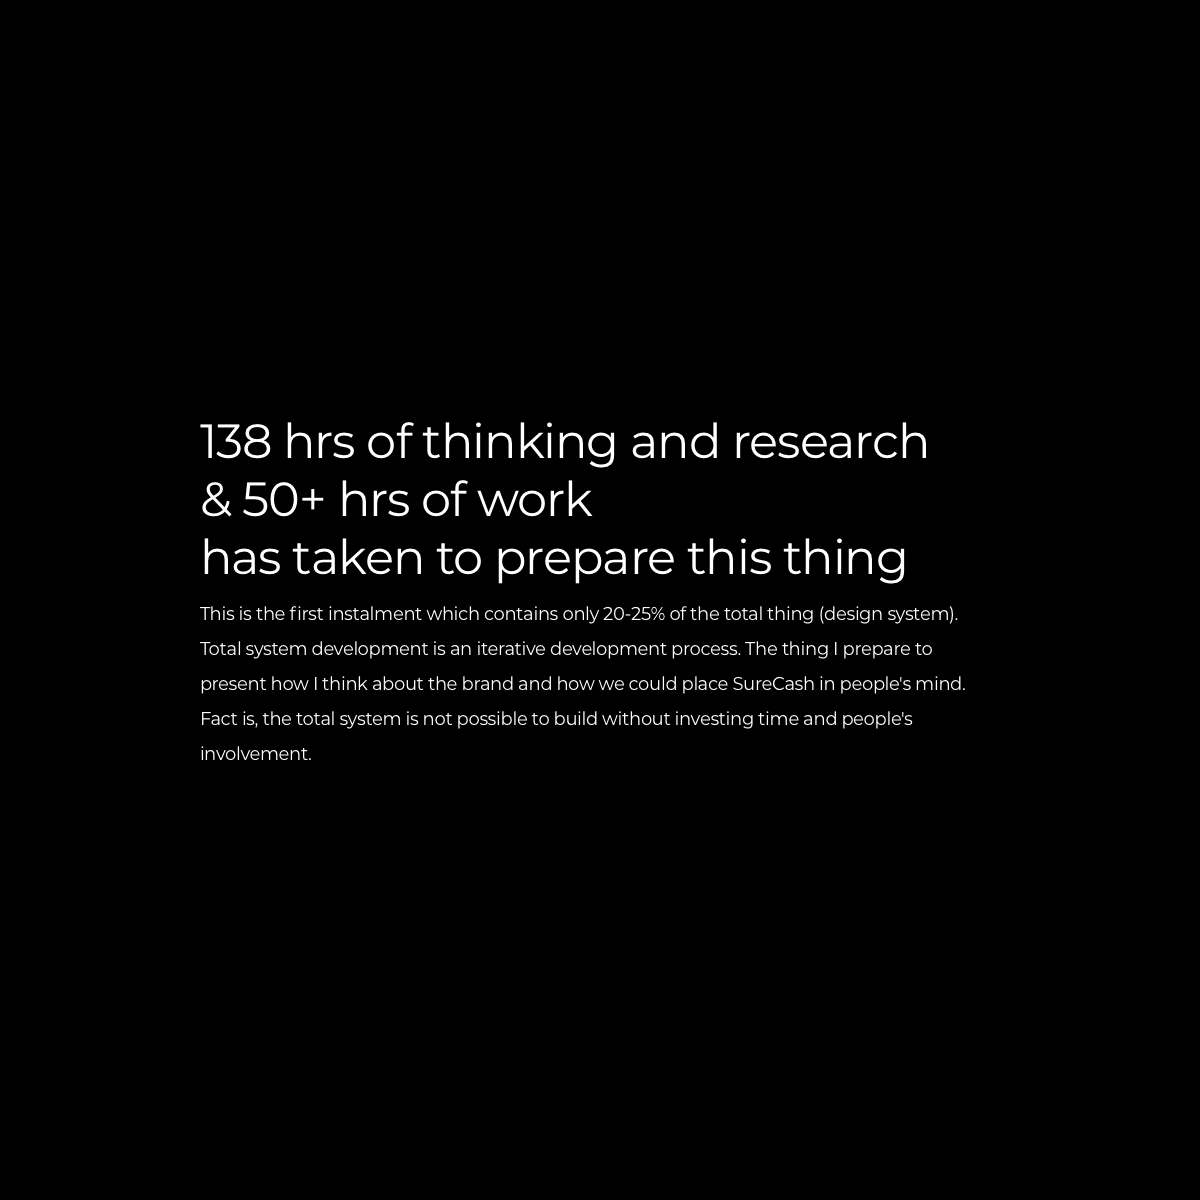 138 hrs of thinking and research
& 50+ hrs of work
has taken to prepare this thing
This is the first instalment which contains only 20-25% of the total thing (design system).
Total system development is an iterative development process. The thing I prepare to
present how I think about the brand and how we could place SureCash in people's mind.
Fact is, the total system is not possible to build without investing time and people's
involvement.